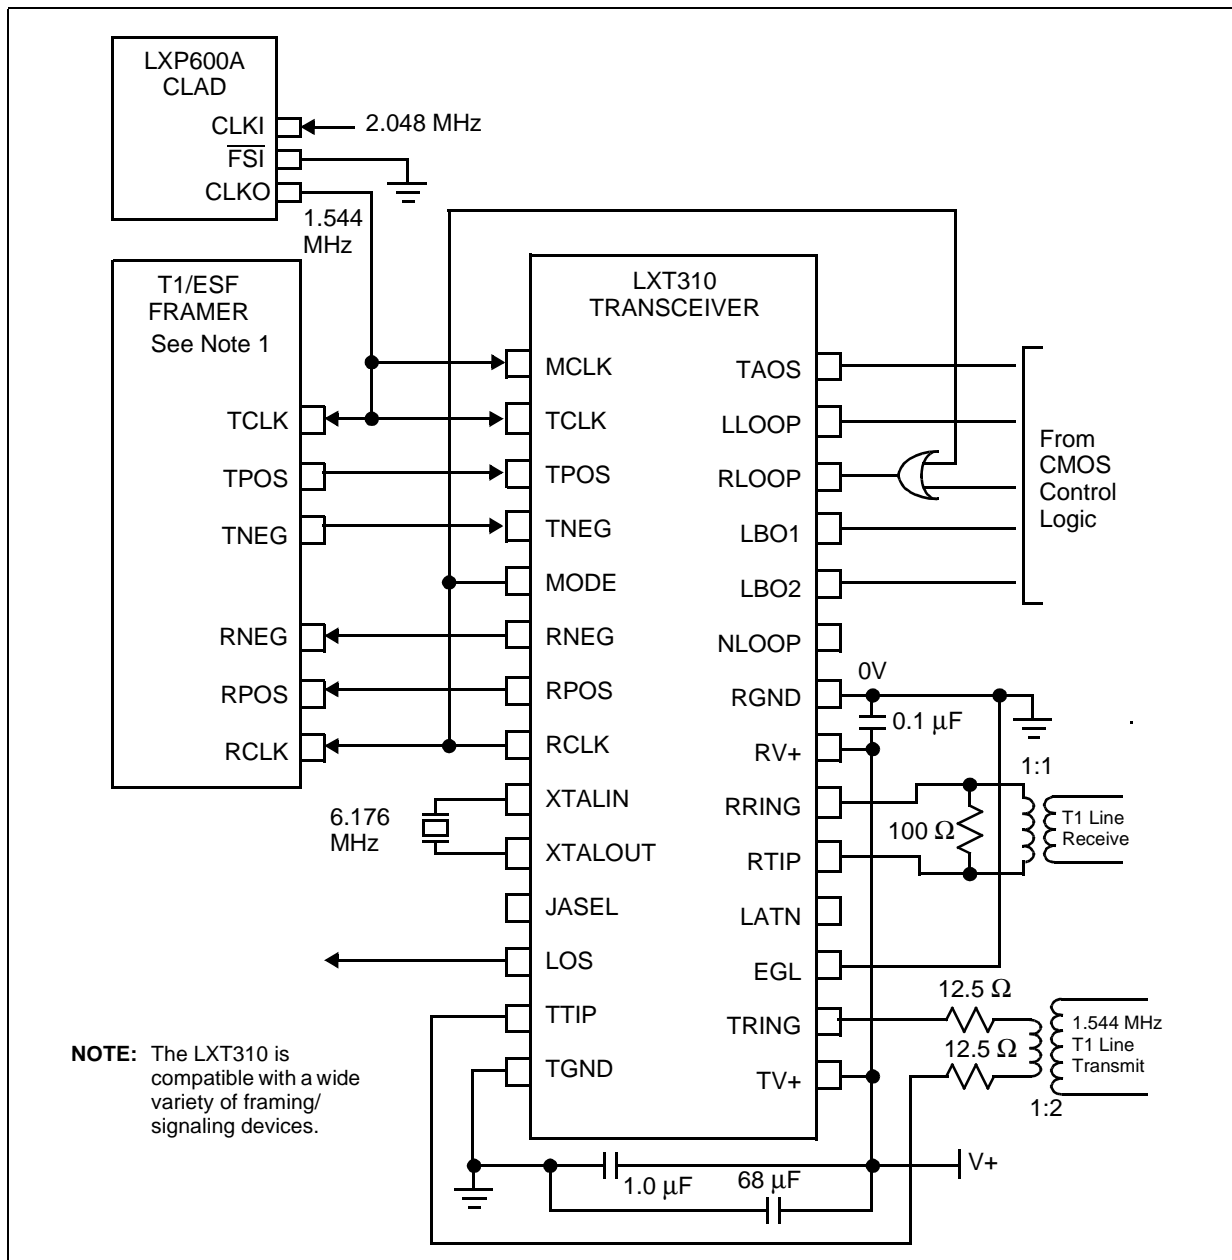 LXP600A
CLAD
CLKI
2.048 MHz
FSI
CLKO
1.544
MHz
T1/ESF
FRAMER
See Note 1
TCLK
TPOS
TNEG
RNEG
RPOS
RCLK
LXT310
TRANSCEIVER
MCLK
TCLK
TPOS
TNEG
MODE
RNEG
RPOS
RCLK
XTALIN
XTALOUT
JASEL
LOS
TTIP
TGND
TAOS
LLOOP
RLOOP
LBO1
LBO2
NLOOP
RGND
RV+
RRING
RTIP
LATN
EGL
TRING
TV+
From
CMOS
Control
Logic
0V
0.1 μF
1:1
100 Ω
T1 Line
Receive
6.176
MHz
12.5 Ω
12.5 Ω
1.544 MHz
T1 Line
Transmit
1:2
NOTE: The LXT310 is
compatible with a wide
variety of framing/
signaling devices.
1.0 μF
68 μF
V+